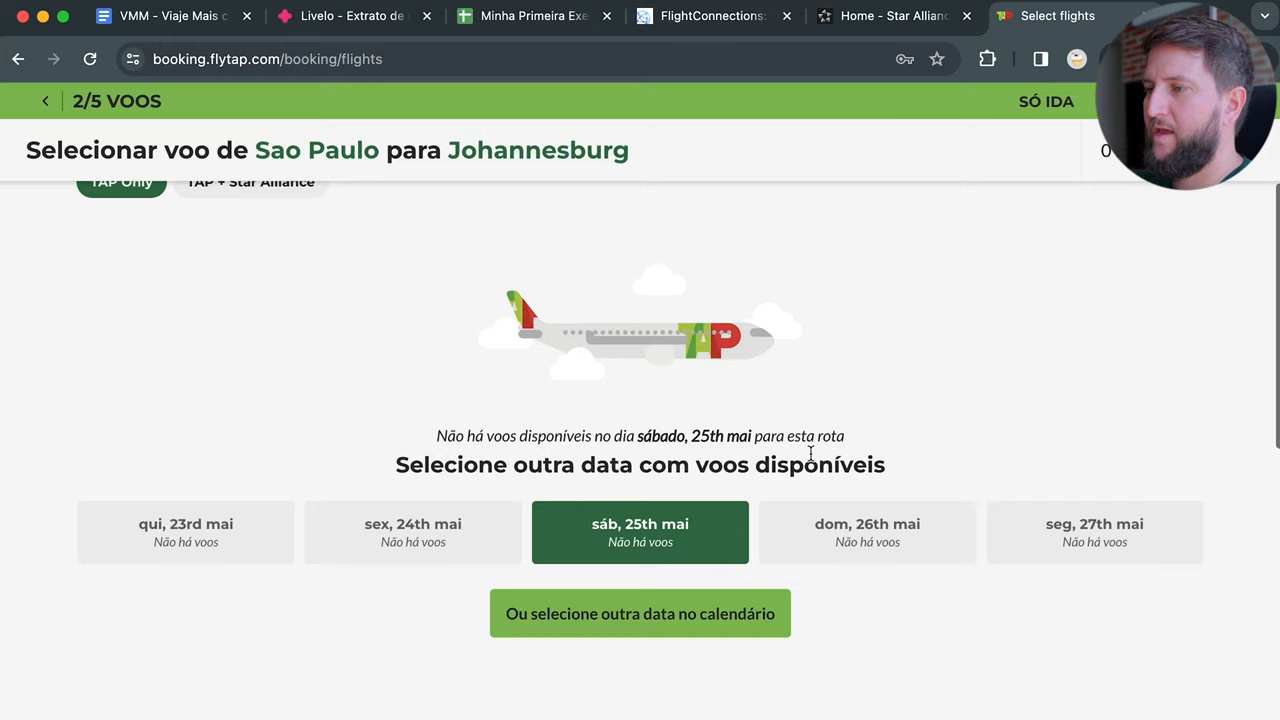 VMM - Viaje Mais c
Livelo - Extrato de
Minha Primeira Exe
FlightConnections:
Home - Star Allianc
Select flights
booking.flytap.com/booking/flights
2/5 VOOS
SÓ IDA
Selecionar voo de Sao Paulo para Johannesburg
0
TAP Only
TAP + Star Alliance
TAP
Não há voos disponíveis no dia sábado, 25th mai para esta rota
Selecione outra data com voos disponíveis
qui, 23rd mai
Não há voos
sex, 24th mai
Não há voos
sáb, 25th mai
Não há voos
dom, 26th mai
Não há voos
seg, 27th mai
Não há voos
Ou selecione outra data no calendário